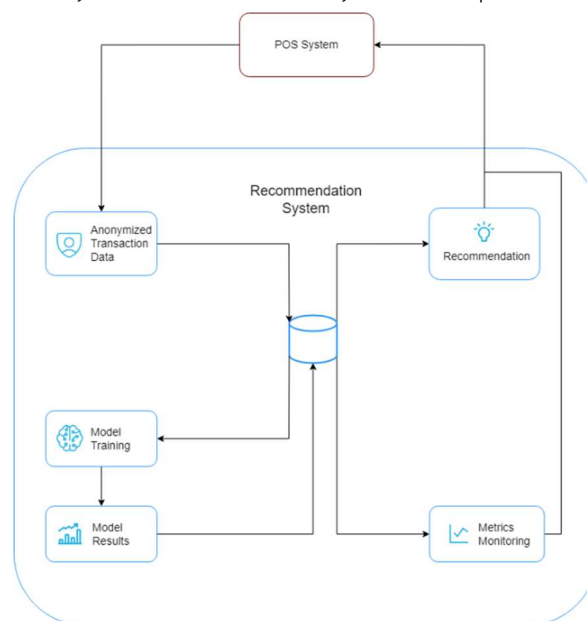 POS System
Recommendation
System
Anonymized
Transaction
Data
Recommendation
Model
Training
Model
Results
Metrics
Monitoring